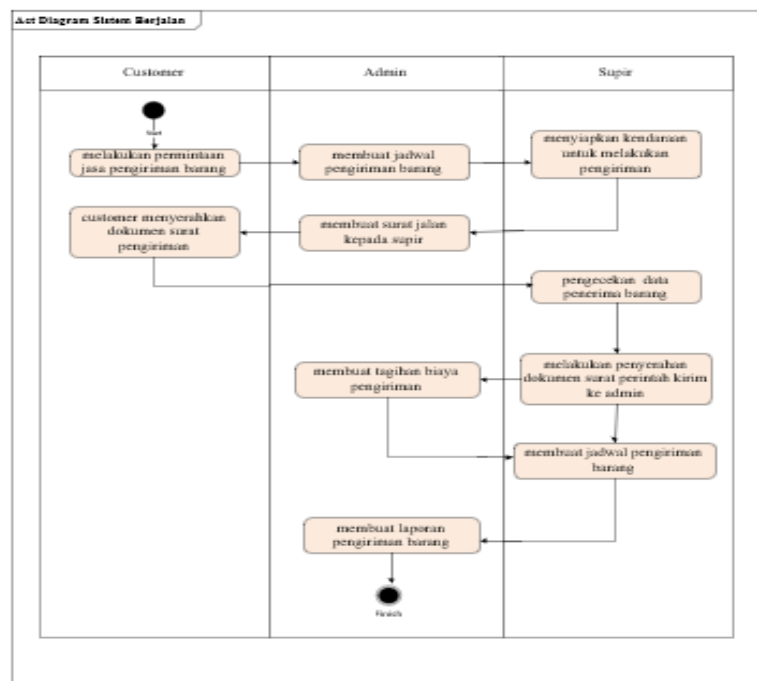 Act Diagram Sistem Berjalan
Customer
Admin
Supir
Start
melakukan permintaan
jasa pengiriman barang
membuat jadwal
pengiriman barang
menyiapkan kendaraan
untuk melakukan
pengiriman
customer menyerahkan
dokumen surat
pengiriman
membuat surat jalan
kepada supir
pengecekan data
penerima barang
membuat tagihan biaya
pengiriman
melakukan penyerahan
dokumen surat perintah kirim
ke admin
membuat jadwal pengiriman
barang
membuat laporan
pengiriman barang
Finish